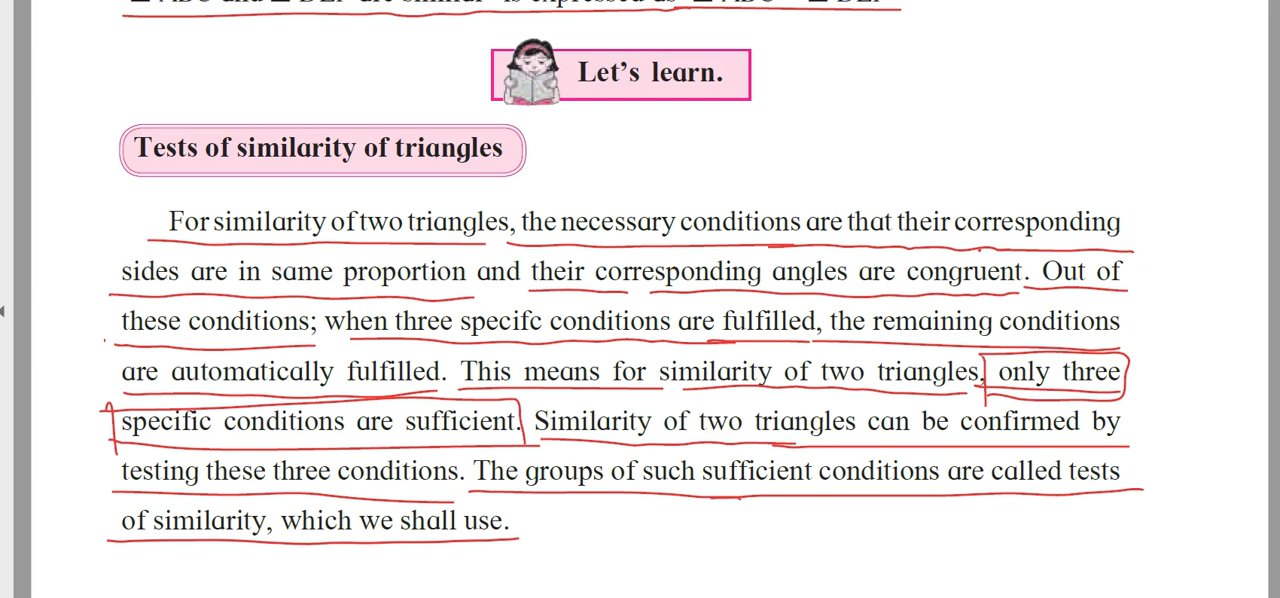 Let's learn.
Tests of similarity of triangles
For similarity of two triangles, the necessary conditions are that their corresponding
sides are in same proportion and their corresponding angles are congruent. Out of
these conditions; when three specifc conditions are fulfilled, the remaining conditions
are automatically fulfilled. This means for similarity of two triangles, only three
specific conditions are sufficient. Similarity of two triangles can be confirmed by
testing these three conditions. The groups of such sufficient conditions are called tests
of similarity, which we shall use.